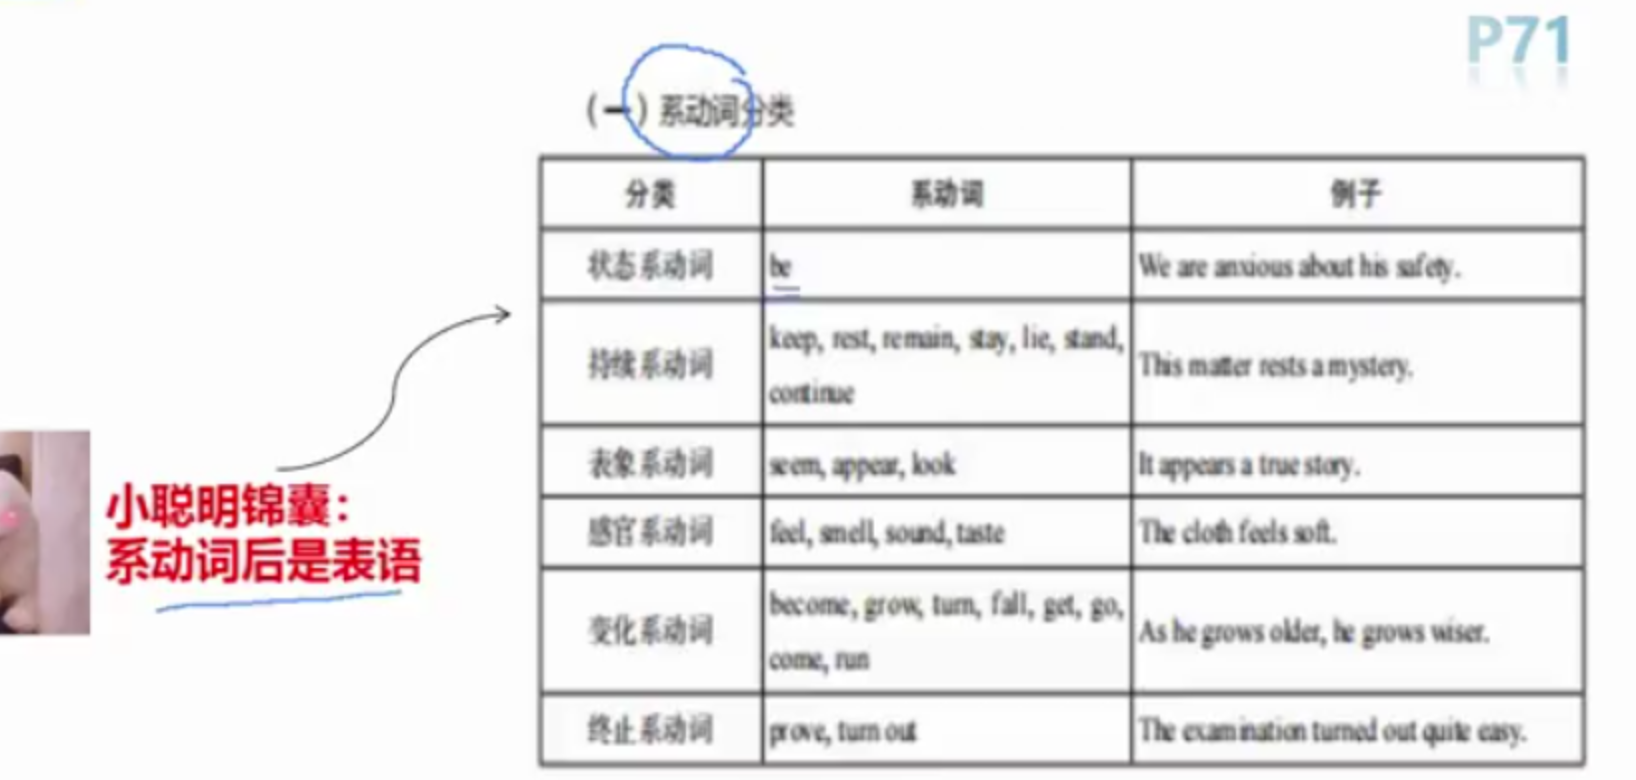 P71
（一）系动词分类
分类 系动词 例子
状态系动词 be We are anxious about his safety.
持续系动词 keep, rest, remain, stay, lie, stand,
continue This matter rests a mystery.
表象系动词 seem, appear, look It appears a true story.
感官系动词 feel, smell, sound, taste The cloth feels soft.
变化系动词 become, grow, turn, fall, get, go,
come, run As he grows older, he grows wiser.
终止系动词 prove, turn out The examination turned out quite easy.
小聪明锦囊：
系动词后是表语